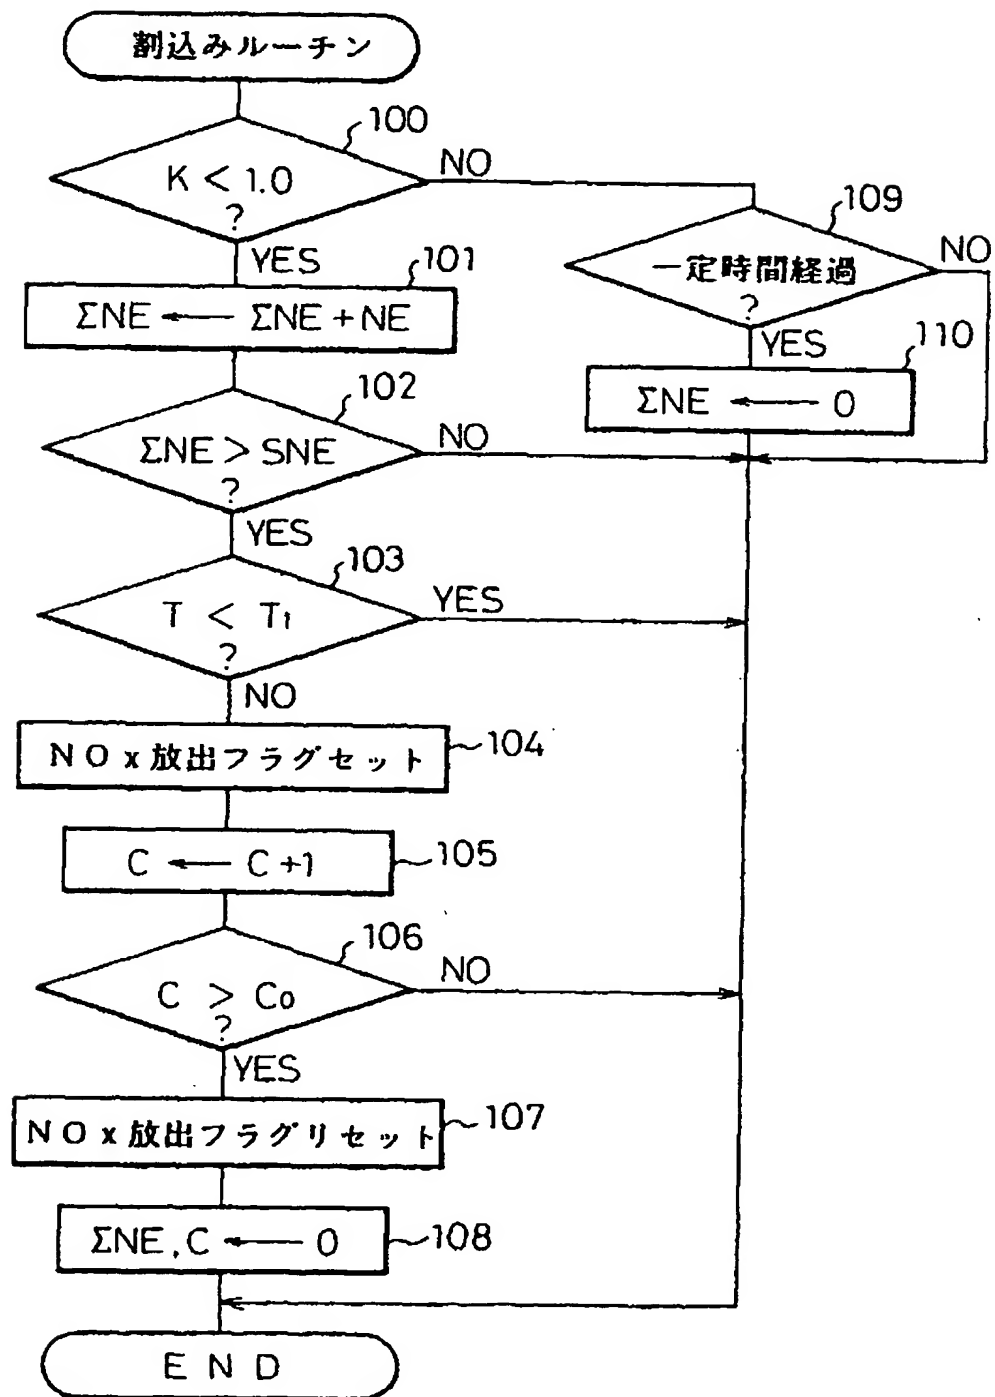 割込みルーチン
100
K < 1.0
?
NO
YES
109
一定時間経過
?
NO
YES
101
ΣNE ← ΣNE + NE
110
ΣNE ← 0
102
ΣNE > SNE
?
NO
YES
103
T < T1
?
YES
NO
NOx放出フラグセット
104
C ← C+1
105
106
C > C0
?
NO
YES
NOx放出フラグリセット
107
ΣNE, C ← 0
108
END